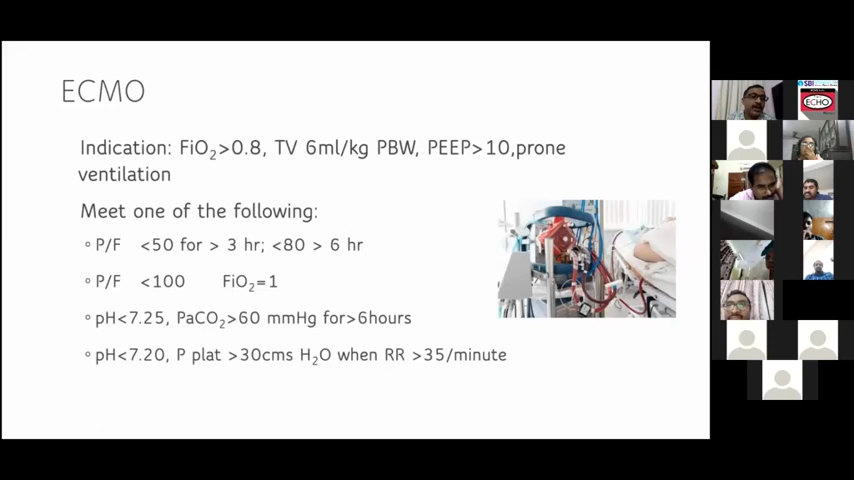 ECMO
Indication: FiO₂>0.8, TV 6ml/kg PBW, PEEP>10,prone
ventilation
Meet one of the following:
◦ P/F <50 for > 3 hr; <80 > 6 hr
◦ P/F <100 FiO₂=1
◦ pH<7.25, PaCO₂>60 mmHg for>6hours
◦ pH<7.20, P plat >30cms H₂O when RR >35/minute
SBI
ECHO